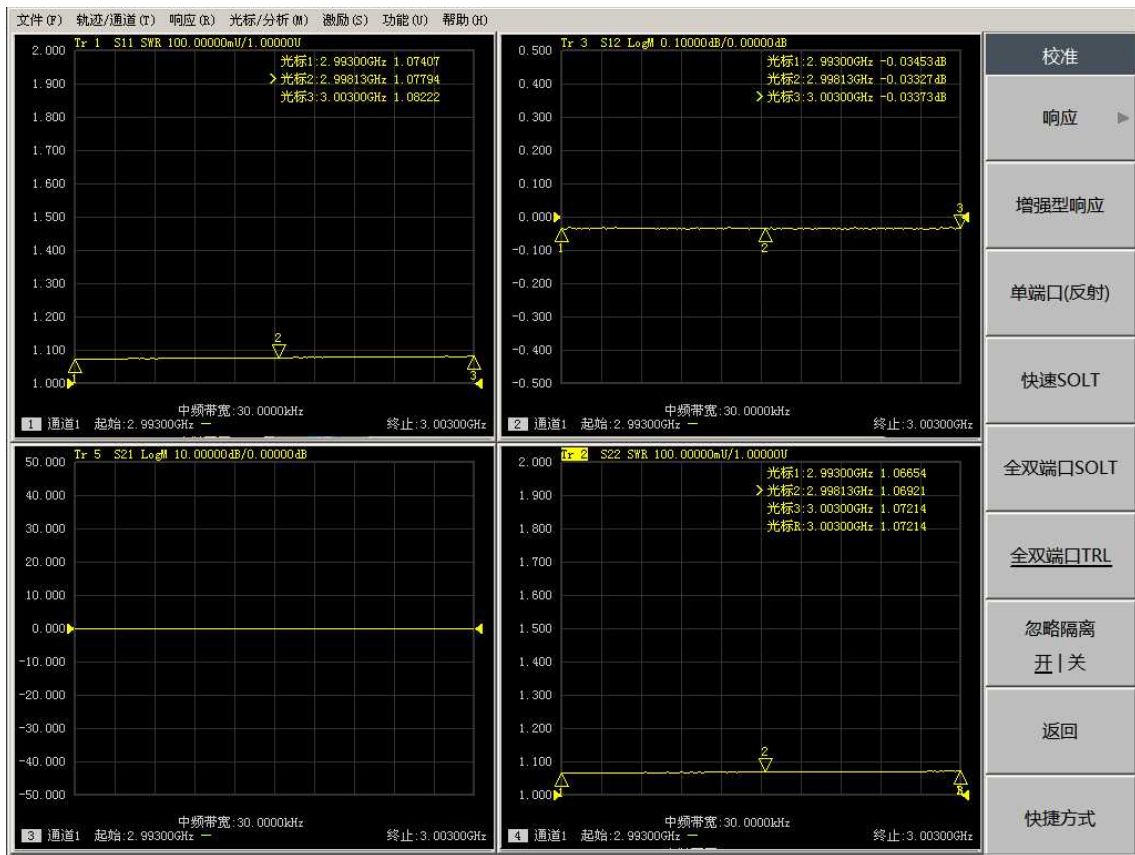 文件(F) 轨迹/通道(T) 响应(R) 光标/分析(M) 激励(S) 功能(U) 帮助(H)
Tr 1 S11 SWR 100.00000mU/1.00000U
光标1:2.99300GHz 1.07407
>光标2:2.99813GHz 1.07794
光标3:3.00300GHz 1.08222
2.000
1.900
1.800
1.700
1.600
1.500
1.400
1.300
1.200
1.100
1.000
1
2
3
中频带宽:30.0000kHz
1 通道1 起始:2.99300GHz 终止:3.00300GHz
Tr 3 S12 LogM 0.10000dB/0.00000dB
光标1:2.99300GHz -0.03453dB
光标2:2.99813GHz -0.03327dB
>光标3:3.00300GHz -0.03373dB
0.500
0.400
0.300
0.200
0.100
0.000
-0.100
-0.200
-0.300
-0.400
-0.500
1
2
3
中频带宽:30.0000kHz
2 通道1 起始:2.99300GHz 终止:3.00300GHz
Tr 5 S21 LogM 10.00000dB/0.00000dB
50.000
40.000
30.000
20.000
10.000
0.000
-10.000
-20.000
-30.000
-40.000
-50.000
中频带宽:30.0000kHz
3 通道1 起始:2.99300GHz 终止:3.00300GHz
Tr 2 S22 SWR 100.00000mU/1.00000U
光标1:2.99300GHz 1.06654
>光标2:2.99813GHz 1.06921
光标3:3.00300GHz 1.07214
光标R:3.00300GHz 1.07214
2.000
1.900
1.800
1.700
1.600
1.500
1.400
1.300
1.200
1.100
1.000
1
2
R
中频带宽:30.0000kHz
4 通道1 起始:2.99300GHz 终止:3.00300GHz
校准
响应
增强型响应
单端口(反射)
快速SOLT
全双端口SOLT
全双端口TRL
忽略隔离
开|关
返回
快捷方式